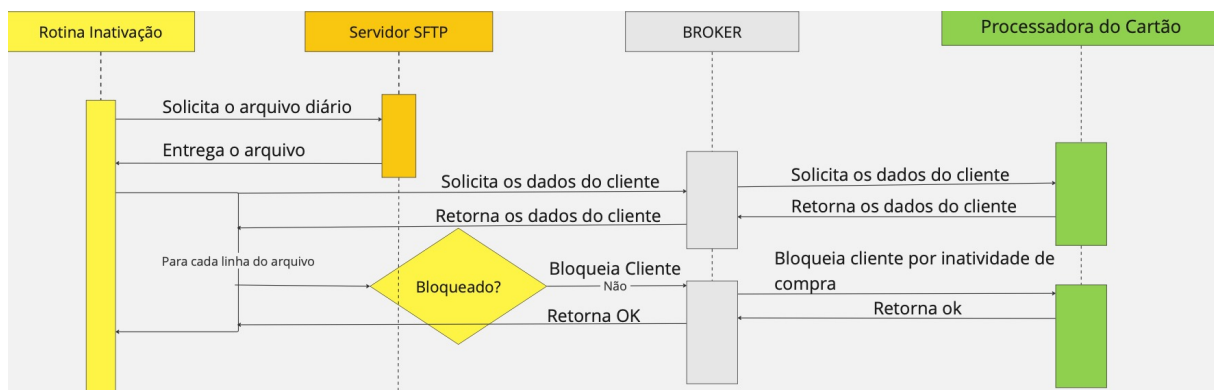 Rotina Inativação
Servidor SFTP
BROKER
Processadora do Cartão
Solicita o arquivo diário
Entrega o arquivo
Solicita os dados do cliente
Solicita os dados do cliente
Retorna os dados do cliente
Retorna os dados do cliente
Para cada linha do arquivo
Bloqueado?
Bloqueia Cliente
Não
Bloqueia cliente por inatividade de
compra
Retorna OK
Retorna ok